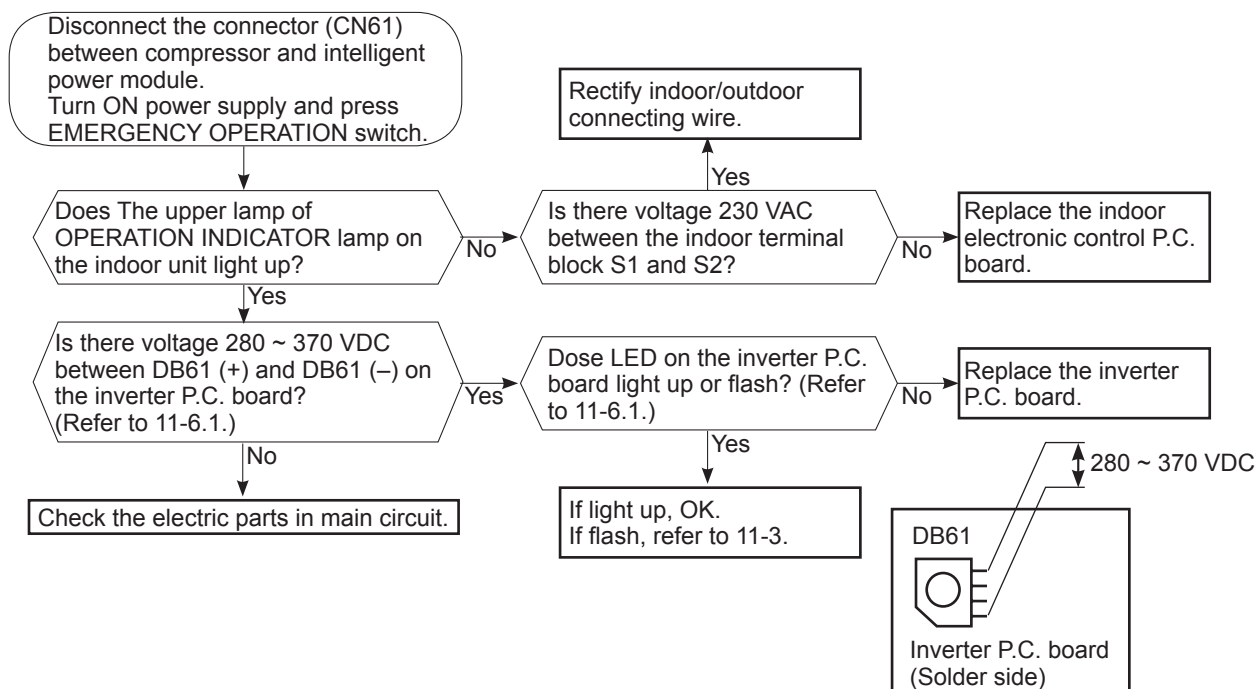 Disconnect the connector (CN61)
between compressor and intelligent
power module.
Turn ON power supply and press
EMERGENCY OPERATION switch.
Rectify indoor/outdoor
connecting wire.
Yes
Does The upper lamp of
OPERATION INDICATOR lamp on
the indoor unit light up?
No
Is there voltage 230 VAC
between the indoor terminal
block S1 and S2?
No
Replace the indoor
electronic control P.C.
board.
Yes
Is there voltage 280 ~ 370 VDC
between DB61 (+) and DB61 (–) on
the inverter P.C. board?
(Refer to 11-6.1.)
Yes
Dose LED on the inverter P.C.
board light up or flash? (Refer
to 11-6.1.)
No
Replace the inverter
P.C. board.
No
Yes
Check the electric parts in main circuit.
If light up, OK.
If flash, refer to 11-3.
280 ~ 370 VDC
DB61
Inverter P.C. board
(Solder side)